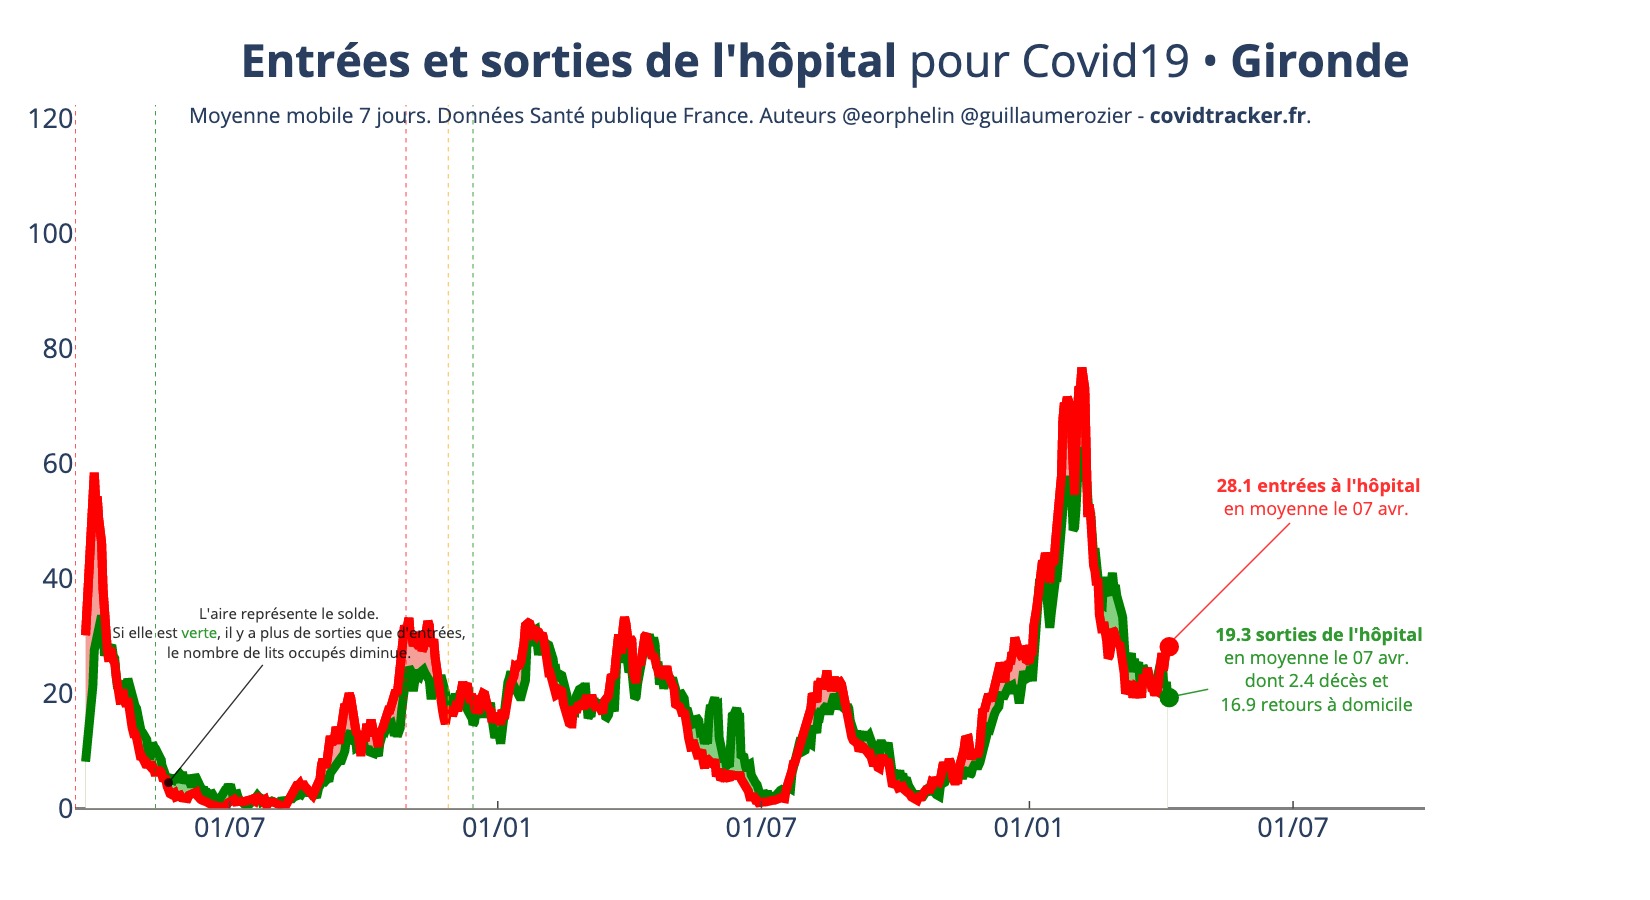 Entrées et sorties de l'hôpital pour Covid19 • Gironde
Moyenne mobile 7 jours. Données Santé publique France. Auteurs @eorphelin @guillaumerozier - covidtracker.fr.
120
100
80
60
40
20
0
L'aire représente le solde.
Si elle est verte, il y a plus de sorties que d'entrées,
le nombre de lits occupés diminue.
28.1 entrées à l'hôpital
en moyenne le 07 avr.
19.3 sorties de l'hôpital
en moyenne le 07 avr.
dont 2.4 décès et
16.9 retours à domicile
01/07
01/01
01/07
01/01
01/07